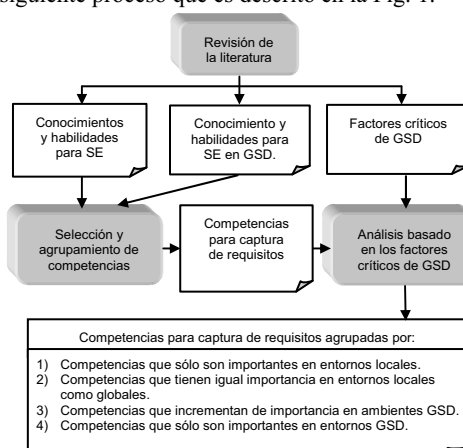 siguiente proceso que es descrito en la Fig. 1.
Revisión de
la literatura
Conocimientos
y habilidades
para SE
Conocimiento y
habilidades para
SE en GSD.
Factores críticos
de GSD
Selección y
agrupamiento de
competencias
Competencias
para captura
de requisitos
Análisis basado
en los factores
críticos de GSD
Competencias para captura de requisitos agrupadas por:
1) Competencias que sólo son importantes en entornos locales.
2) Competencias que tienen igual importancia en entornos locales
como globales.
3) Competencias que incrementan de importancia en ambientes GSD.
4) Competencias que sólo son importantes en entornos GSD.